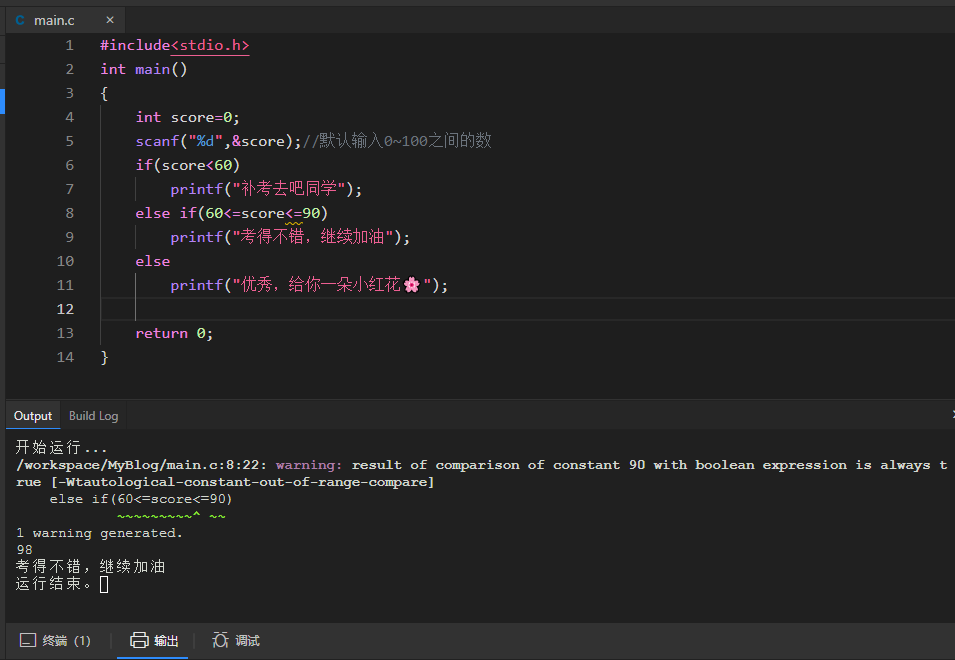 main.c
1 #include<stdio.h>
2 int main()
3 {
4 int score=0;
5 scanf("%d",&score);//默认输入0~100之间的数
6 if(score<60)
7 printf("补考去吧同学");
8 else if(60<=score<=90)
9 printf("考得不错，继续加油");
10 else
11 printf("优秀，给你一朵小红花🌸");
12
13 return 0;
14 }
Output Build Log
开始运行...
/workspace/MyBlog/main.c:8:22: warning: result of comparison of constant 90 with boolean expression is always t
rue [-Wtautological-constant-out-of-range-compare]
else if(60<=score<=90)
~~~~~~~~~^ ~~
1 warning generated.
98
考得不错，继续加油
运行结束。
终端 (1) 输出 调试